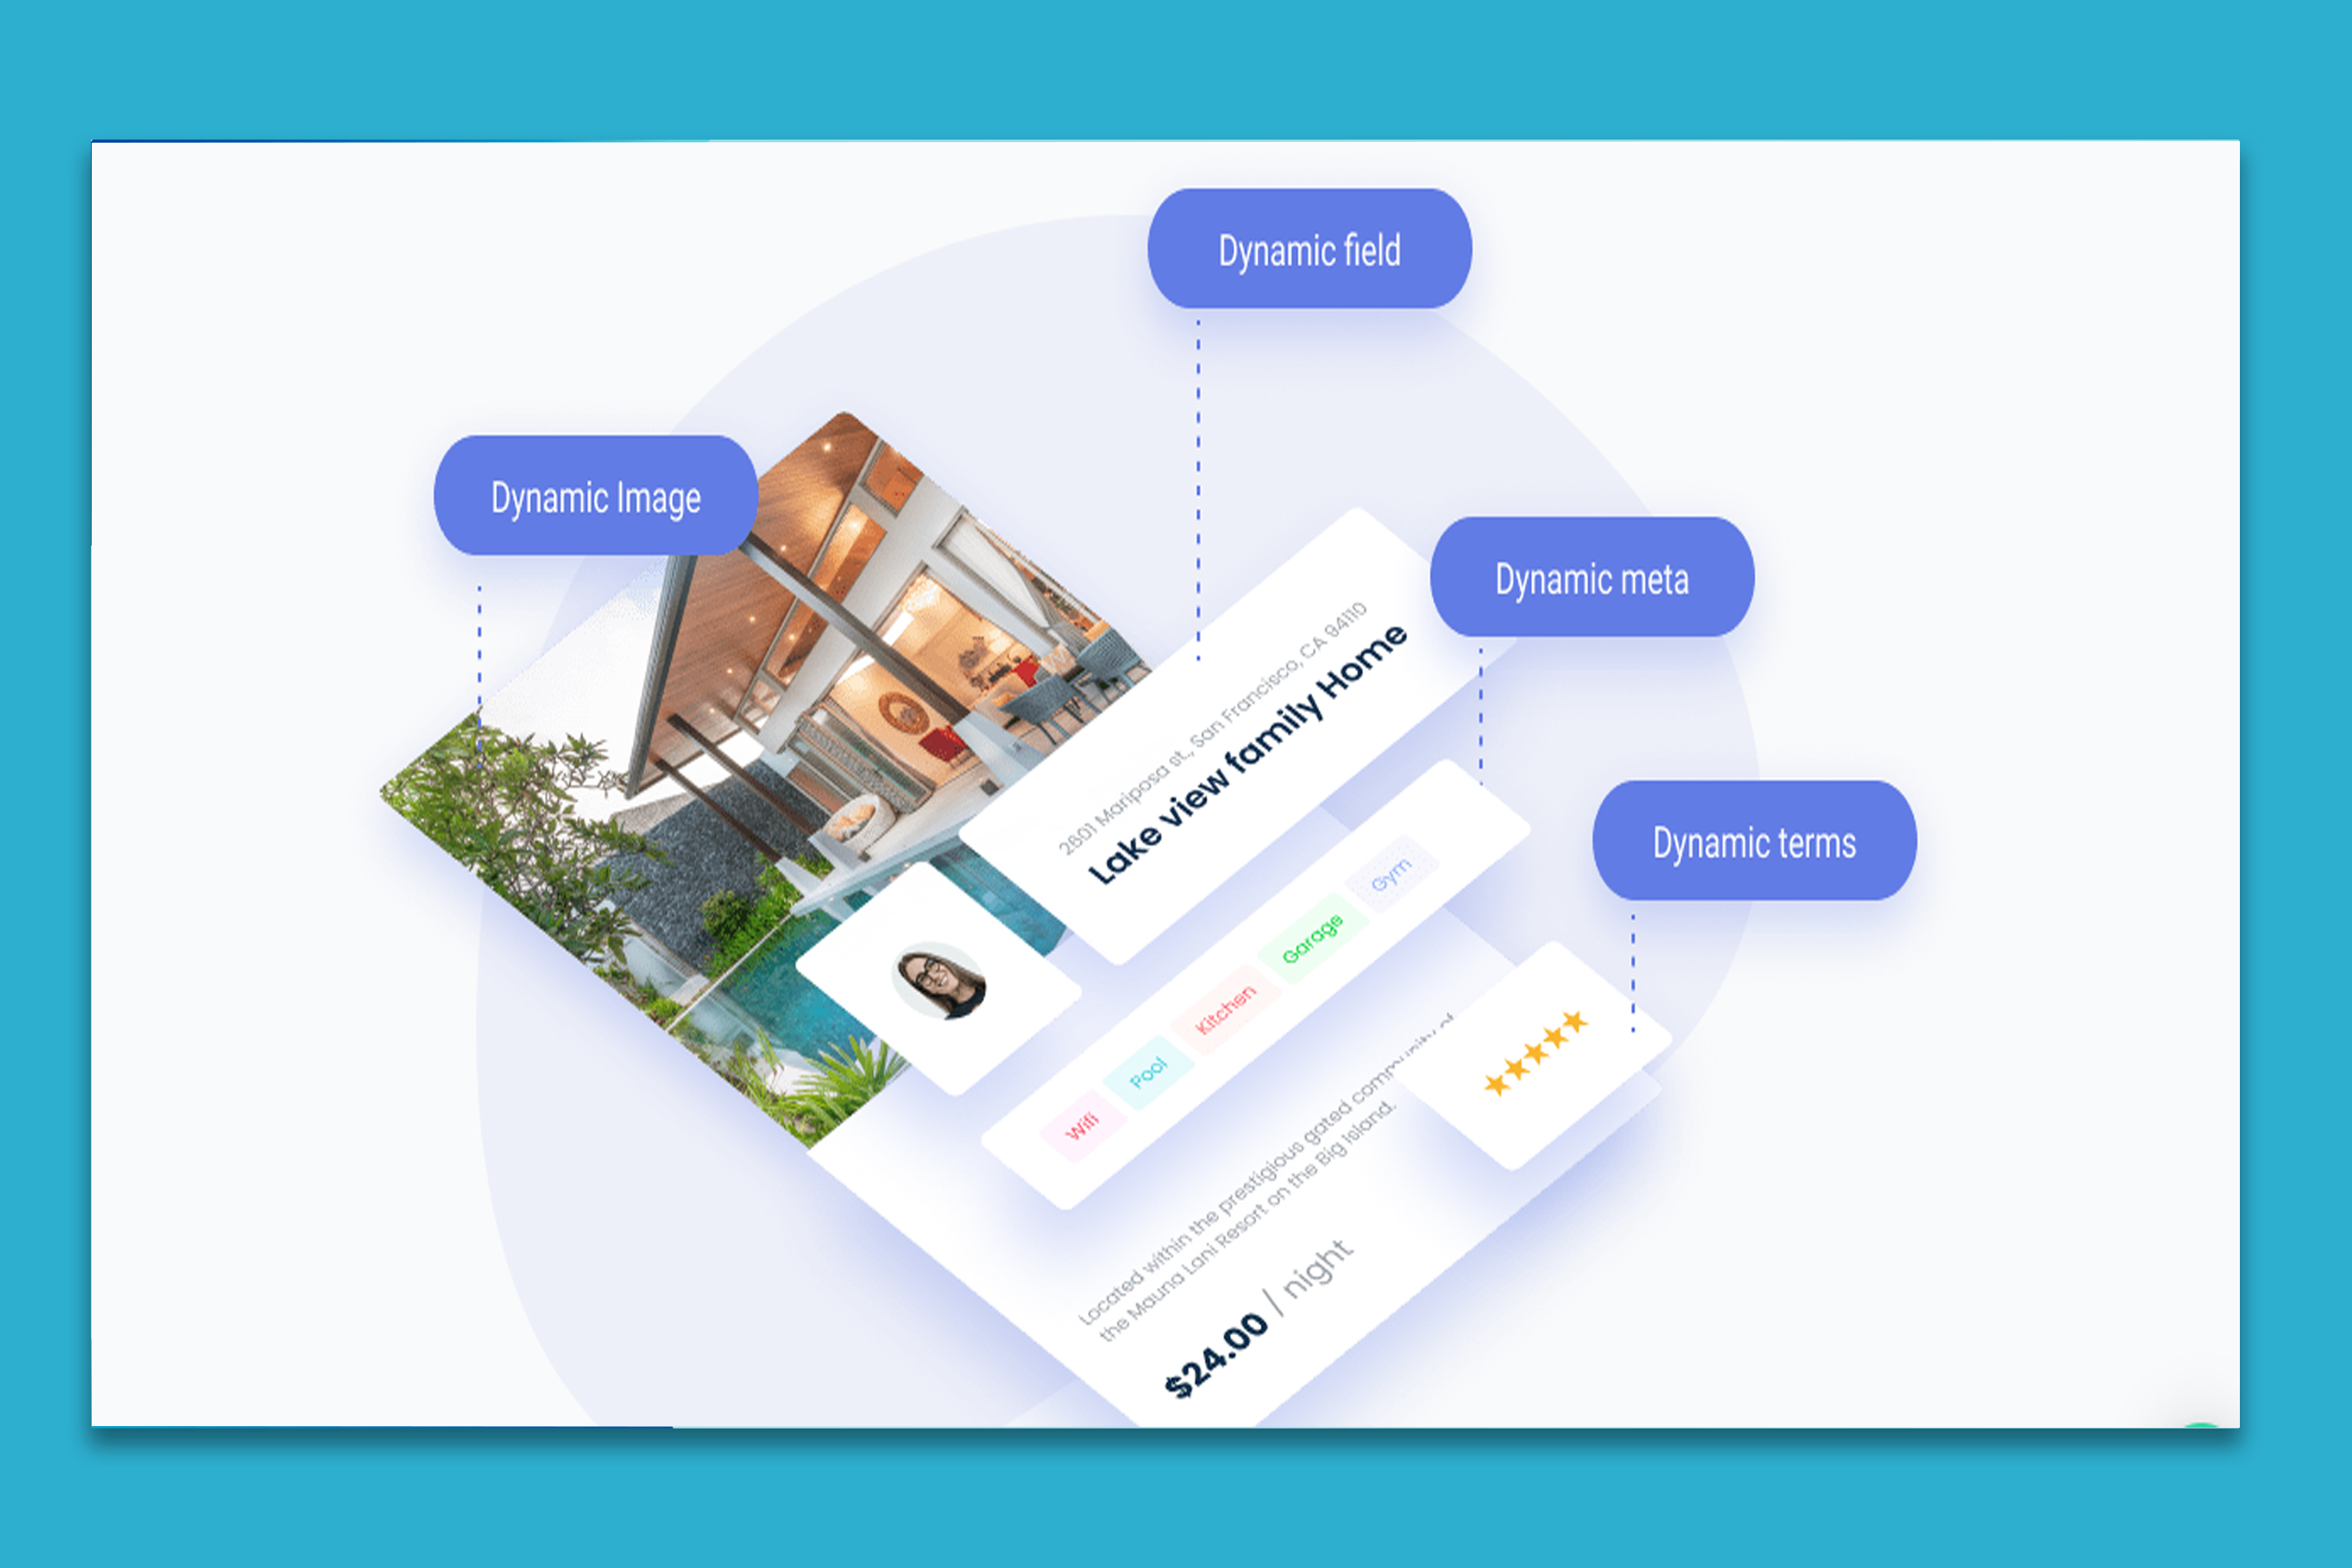 Dynamic field
Dynamic Image
Dynamic meta
Dynamic terms
2601 Mariposa st., San Francisco, CA 94110
Lake view family Home
Wifi
Pool
Kitchen
Garage
Gym
Located within the prestigious gated community of
the Mauna Lani Resort on the Big Island.
$24.00 / night